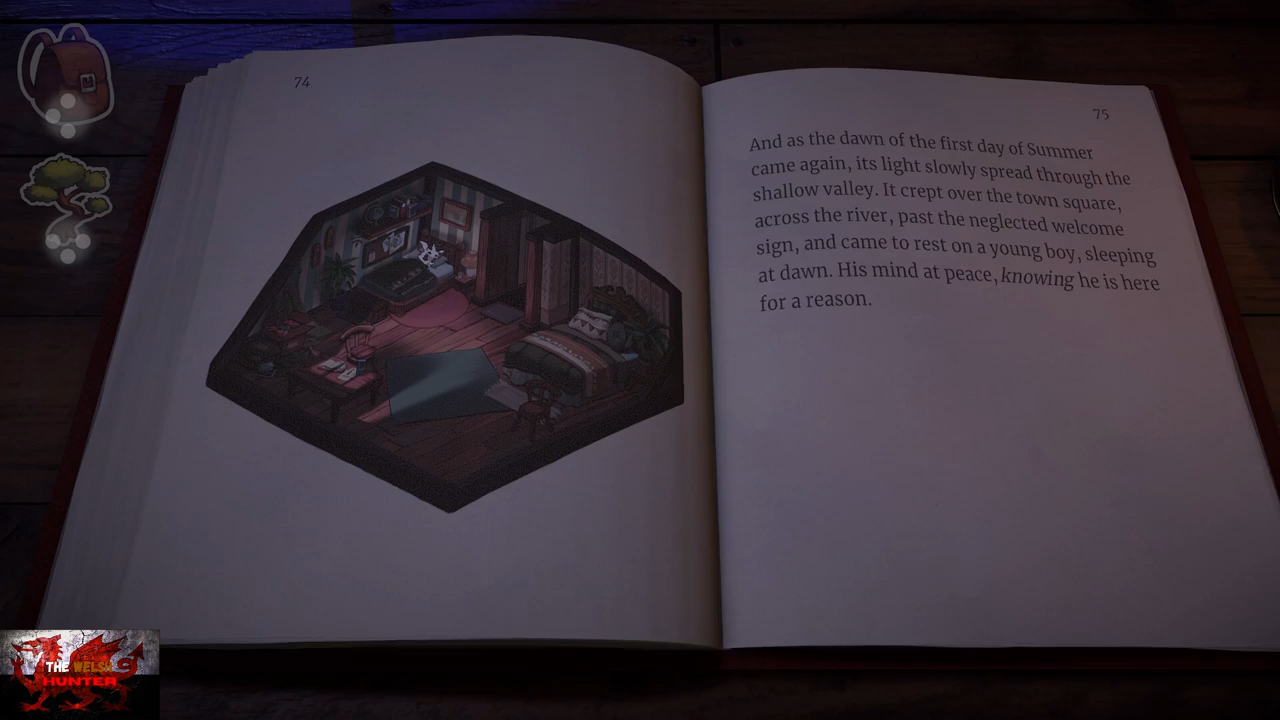 74
75
And as the dawn of the first day of Summer
came again, its light slowly spread through the
shallow valley. It crept over the town square,
across the river, past the neglected welcome
sign, and came to rest on a young boy, sleeping
at dawn. His mind at peace, knowing he is here
for a reason.
THE WELSH
HUNTER